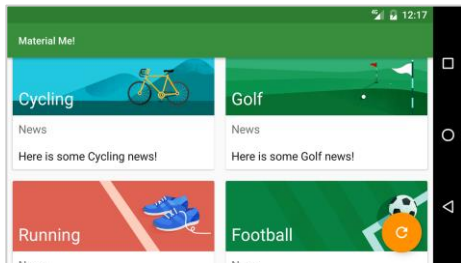 12:17
Material Me!
Cycling
Golf
News
News
Here is some Cycling news!
Here is some Golf news!
Running
Football